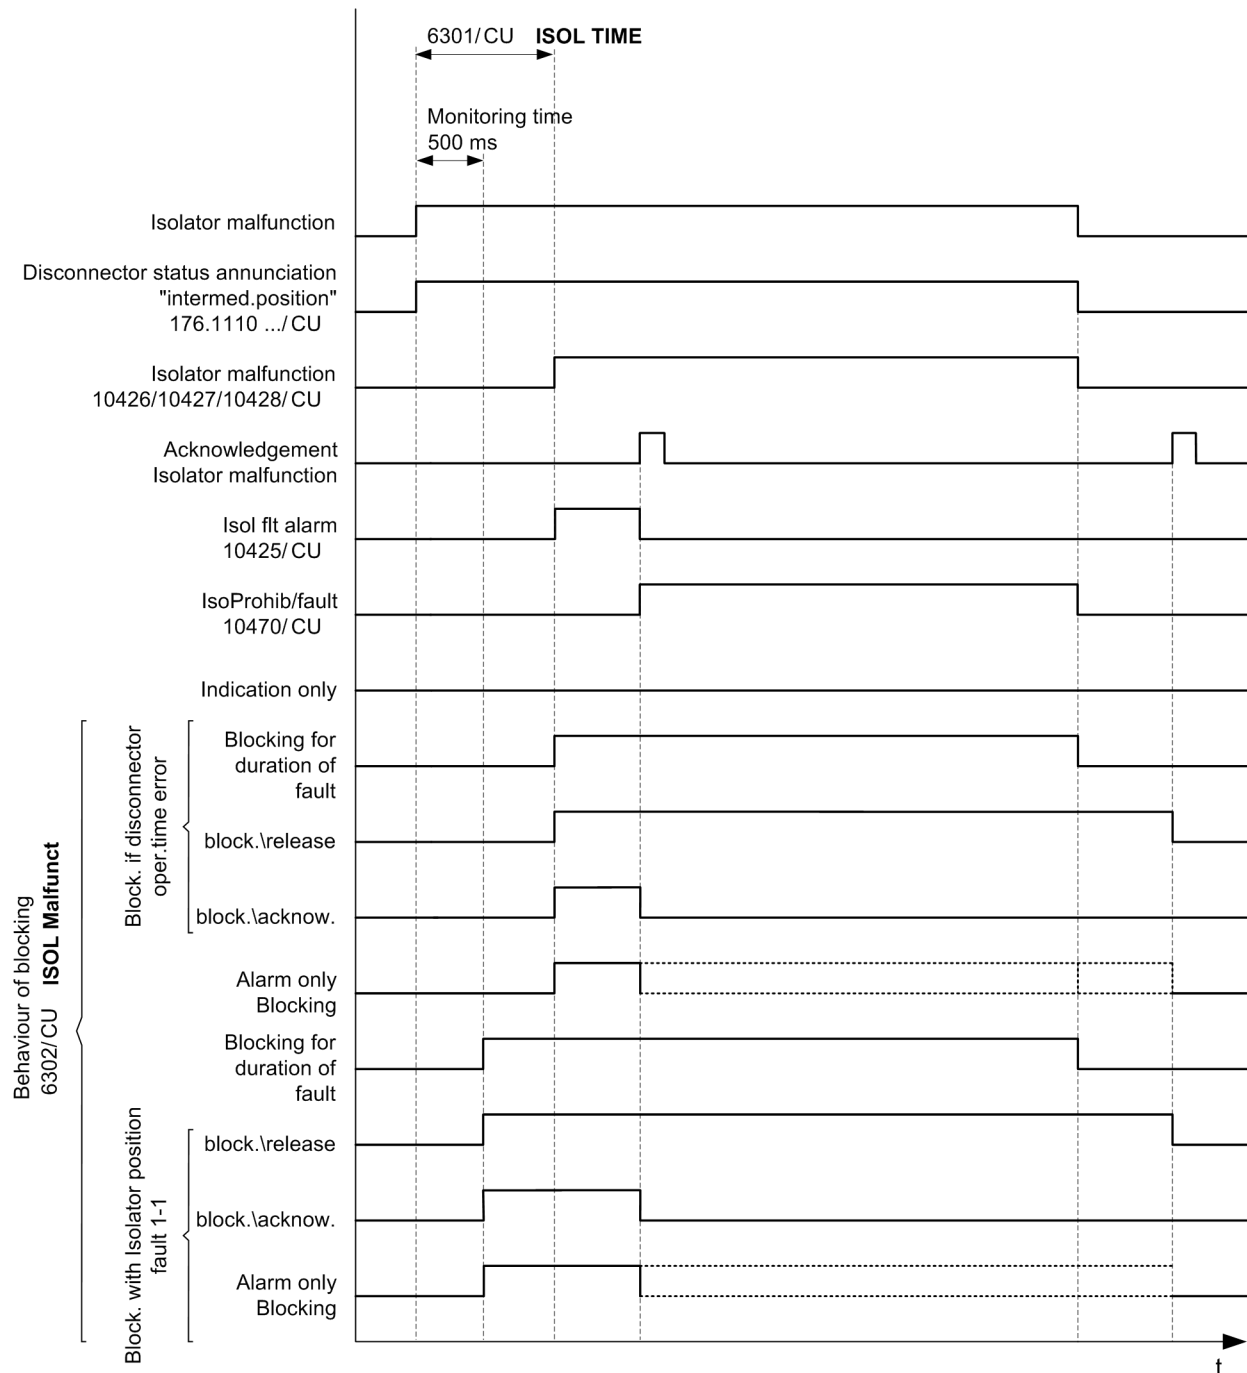 6301/CU ISOL TIME
Monitoring time
500 ms
Isolator malfunction
Disconnector status annunciation
"intermed.position"
176.1110 .../CU
Isolator malfunction
10426/10427/10428/CU
Acknowledgement
Isolator malfunction
Isol flt alarm
10425/CU
IsoProhib/fault
10470/CU
Indication only
Behaviour of blocking
6302/CU ISOL Malfunct
Block. if disconnector
oper.time error
Blocking for
duration of
fault
block.\release
block.\acknow.
Alarm only
Blocking
Blocking for
duration of
fault
Block. with Isolator position
fault 1-1
block.\release
block.\acknow.
Alarm only
Blocking
t